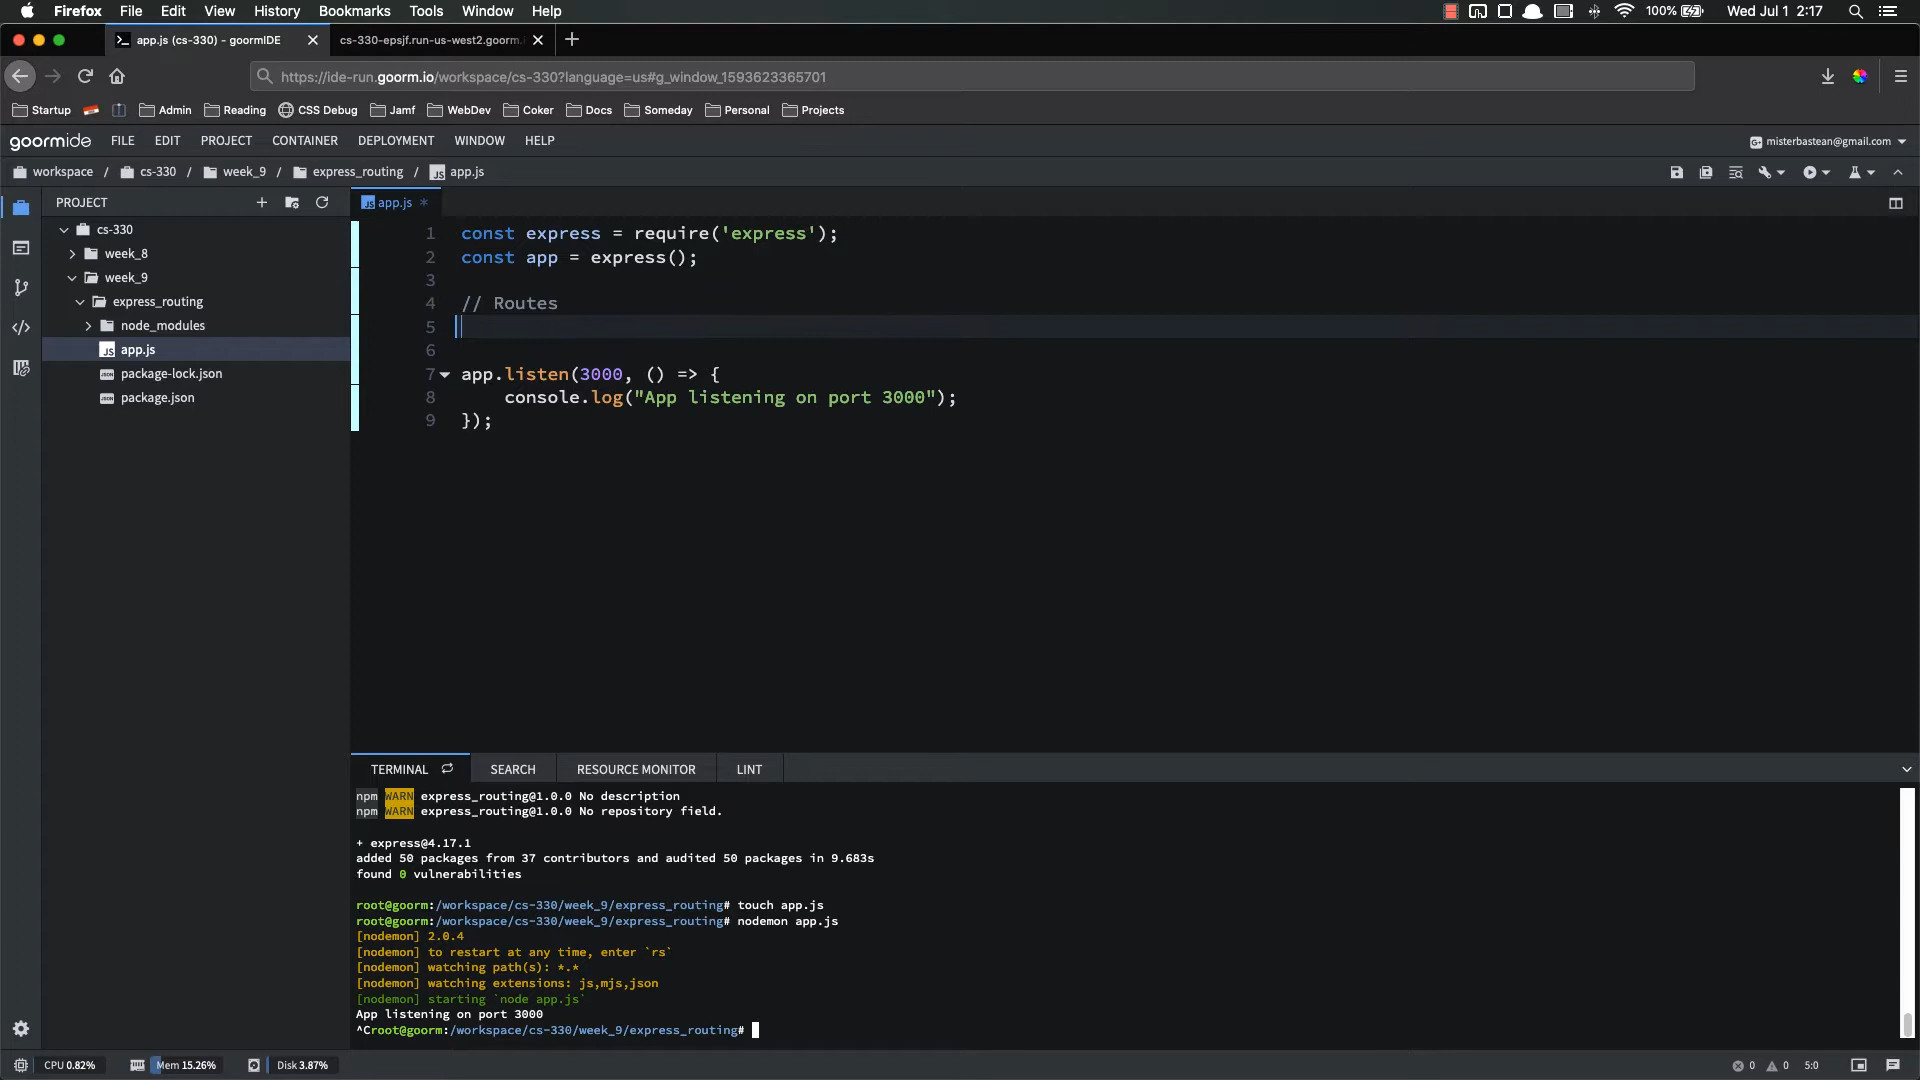 Firefox File Edit View History Bookmarks Tools Window Help 100% Wed Jul 1 2:17
app.js (cs-330) - goormIDE cs-330-epsjf.run-us-west2.goorm.
https://ide-run.goorm.io/workspace/cs-330?language=us#g_window_1593623365701
Startup Admin Reading CSS Debug Jamf WebDev Coker Docs Someday Personal Projects
goormide FILE EDIT PROJECT CONTAINER DEPLOYMENT WINDOW HELP misterbastean@gmail.com
workspace / cs-330 / week_9 / express_routing / JS app.js
PROJECT
cs-330
week_8
week_9
express_routing
node_modules
JS app.js
package-lock.json
package.json
JS app.js *
1 const express = require('express');
2 const app = express();
3
4 // Routes
5
6
7 app.listen(3000, () => {
8 console.log("App listening on port 3000");
9 });
TERMINAL SEARCH RESOURCE MONITOR LINT
npm WARN express_routing@1.0.0 No description
npm WARN express_routing@1.0.0 No repository field.
+ express@4.17.1
added 50 packages from 37 contributors and audited 50 packages in 9.683s
found 0 vulnerabilities
root@goorm:/workspace/cs-330/week_9/express_routing# touch app.js
root@goorm:/workspace/cs-330/week_9/express_routing# nodemon app.js
[nodemon] 2.0.4
[nodemon] to restart at any time, enter `rs`
[nodemon] watching path(s): *.*
[nodemon] watching extensions: js,mjs,json
[nodemon] starting `node app.js`
App listening on port 3000
^Croot@goorm:/workspace/cs-330/week_9/express_routing#
CPU 0.82% Mem 15.26% Disk 3.87% 0 0 5:0